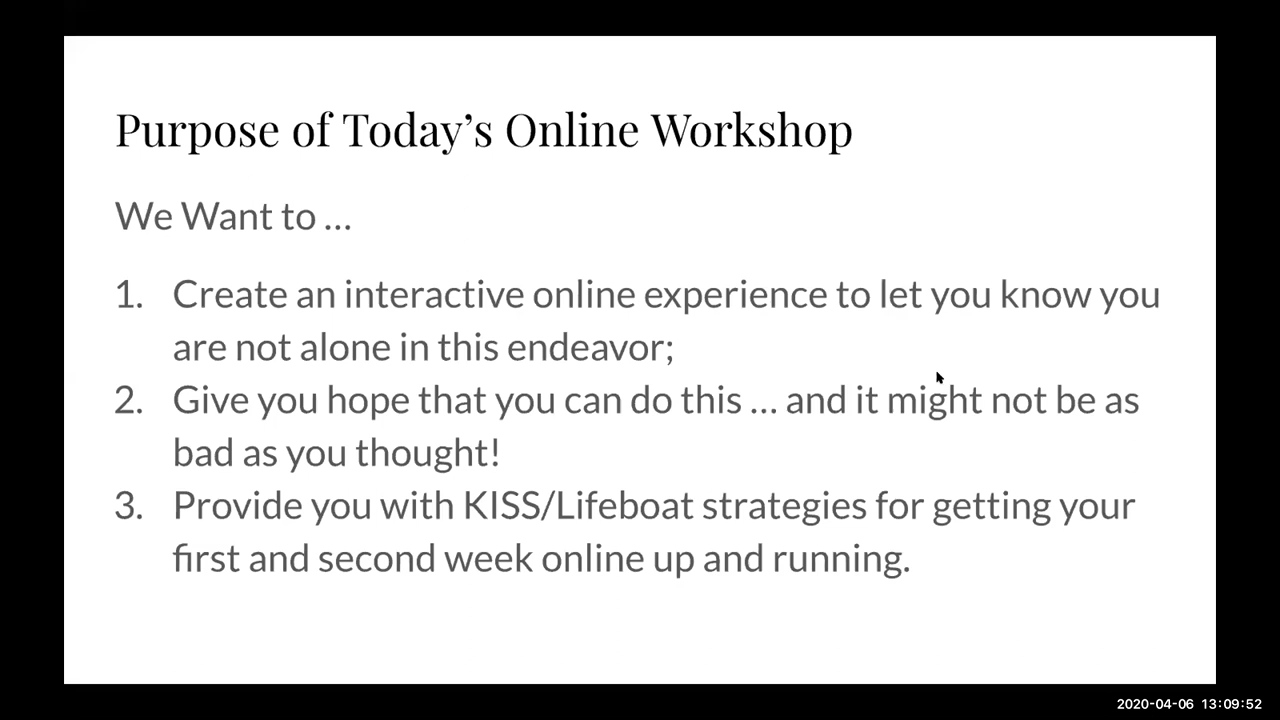 Purpose of Today’s Online Workshop
We Want to ...
1. Create an interactive online experience to let you know you
are not alone in this endeavor;
2. Give you hope that you can do this ... and it might not be as
bad as you thought!
3. Provide you with KISS/Lifeboat strategies for getting your
first and second week online up and running.
2020-04-06 13:09:52